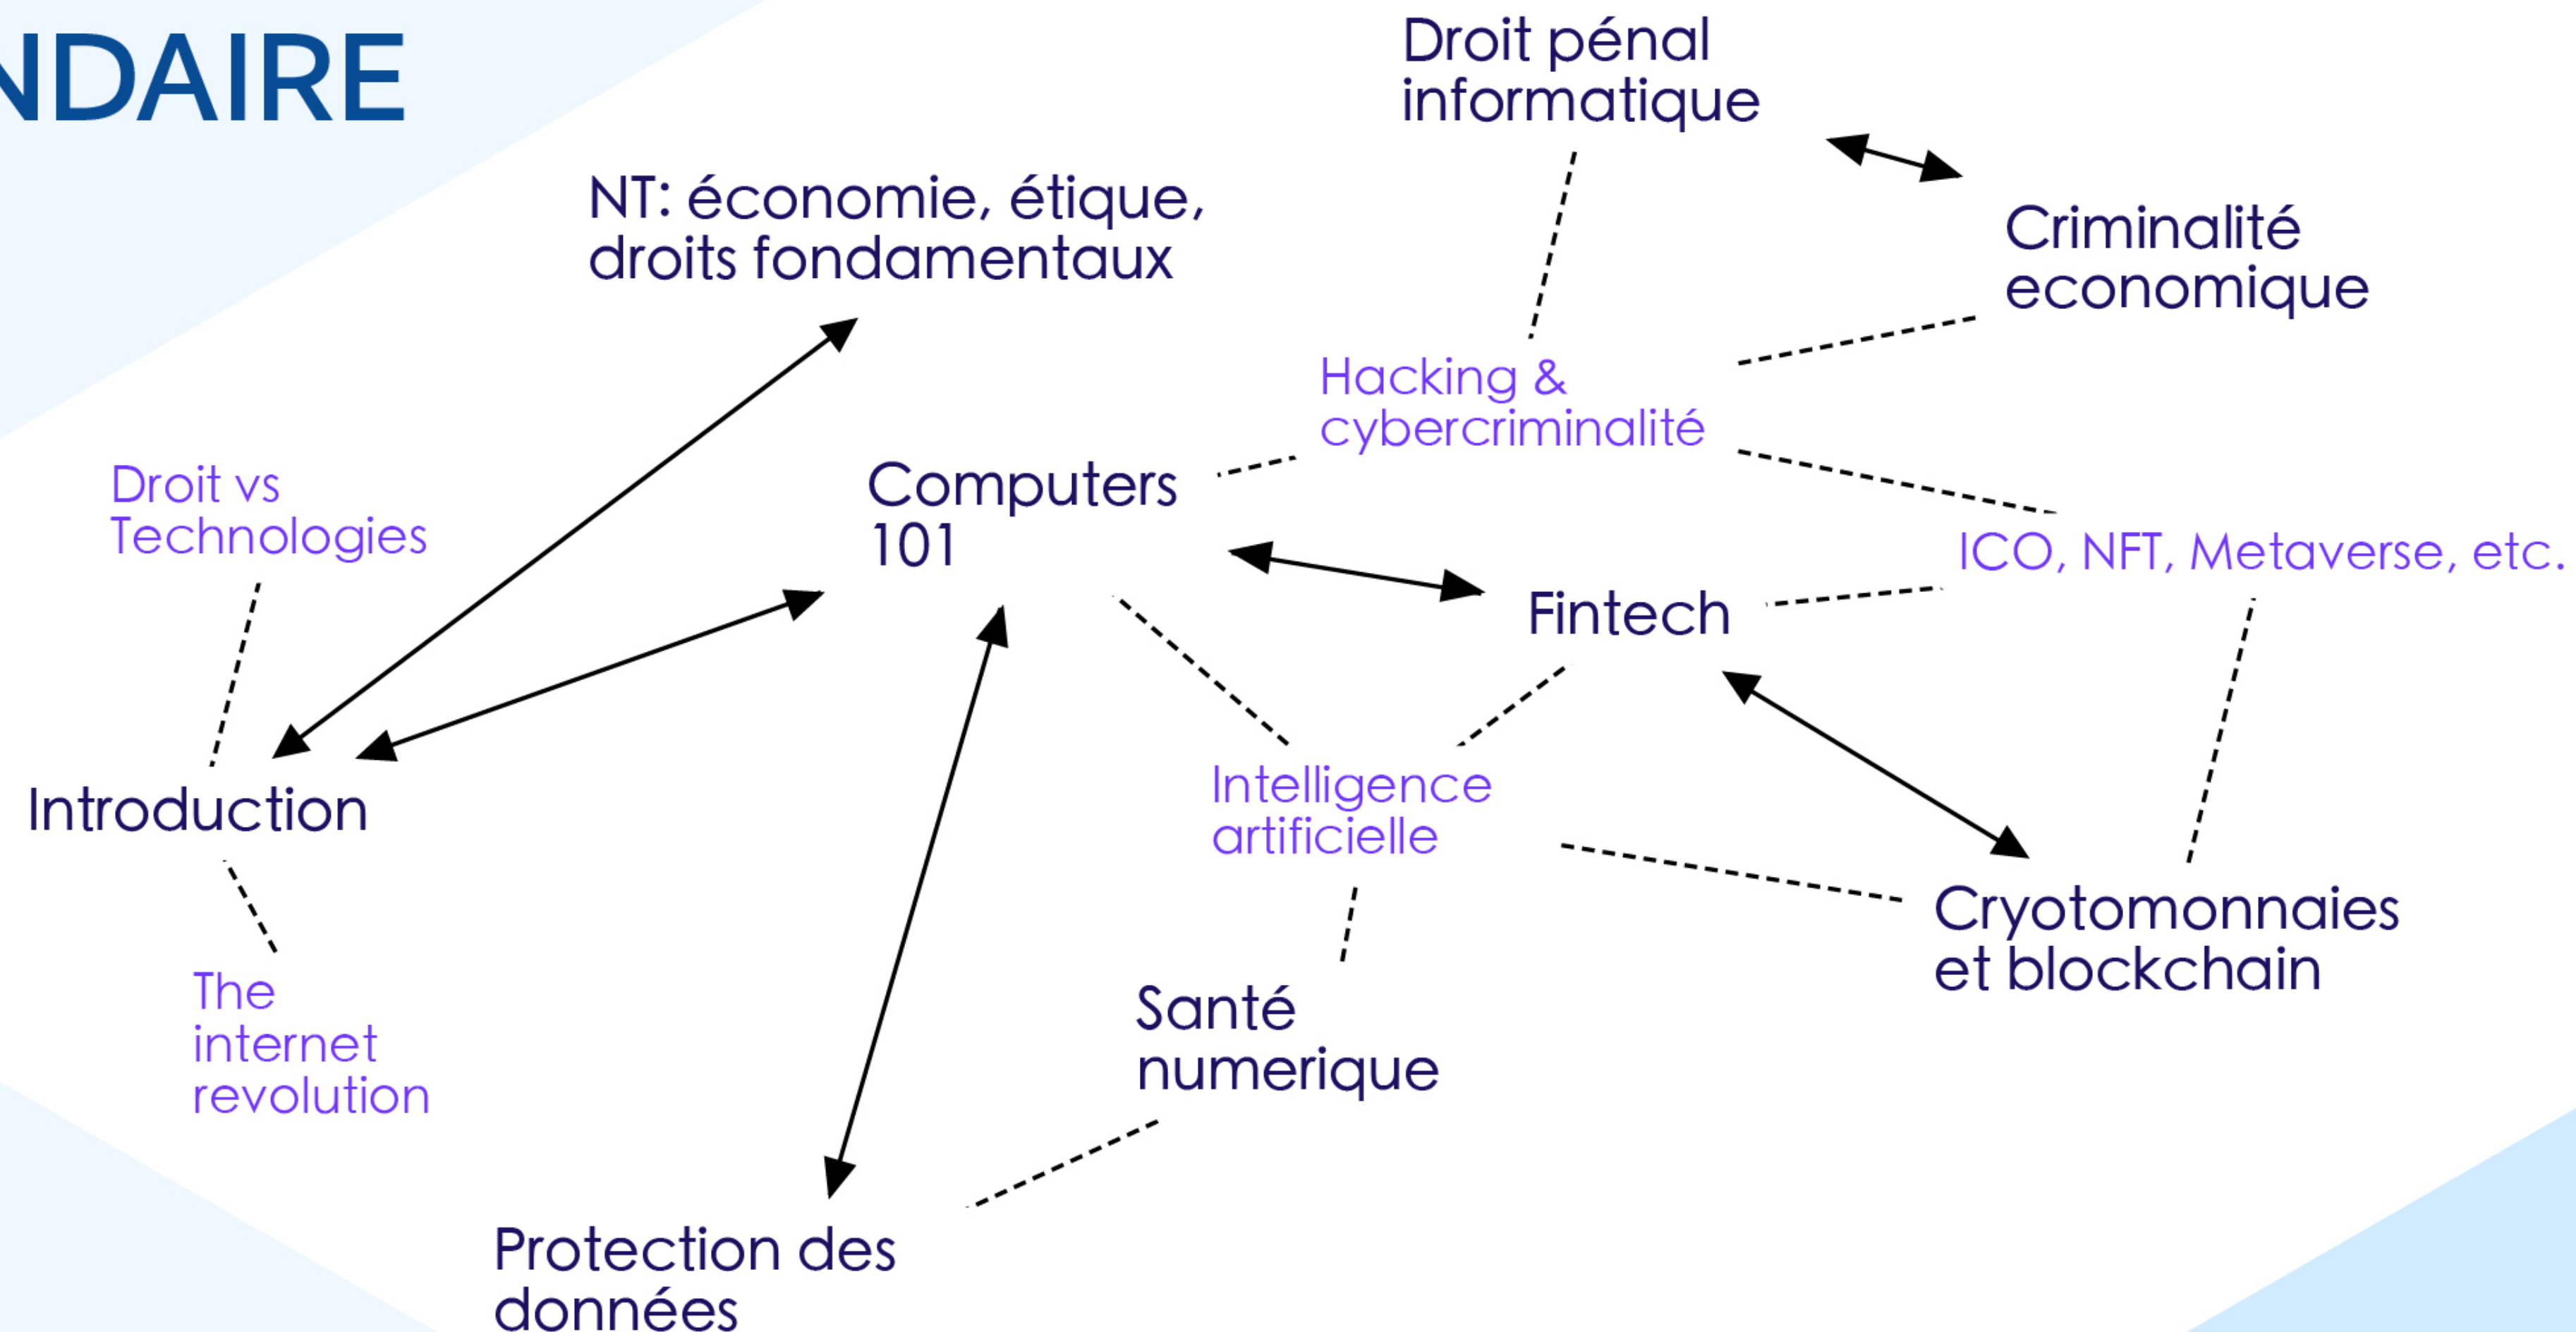 NDAIRE
Droit pénal
informatique
NT: économie, étique,
droits fondamentaux
Criminalité
economique
Hacking &
cybercriminalité
Droit vs
Technologies
Computers
101
ICO, NFT, Metaverse, etc.
Fintech
Introduction
Intelligence
artificielle
Cryotomonnaies
et blockchain
The
internet
revolution
Santé
numerique
Protection des
données